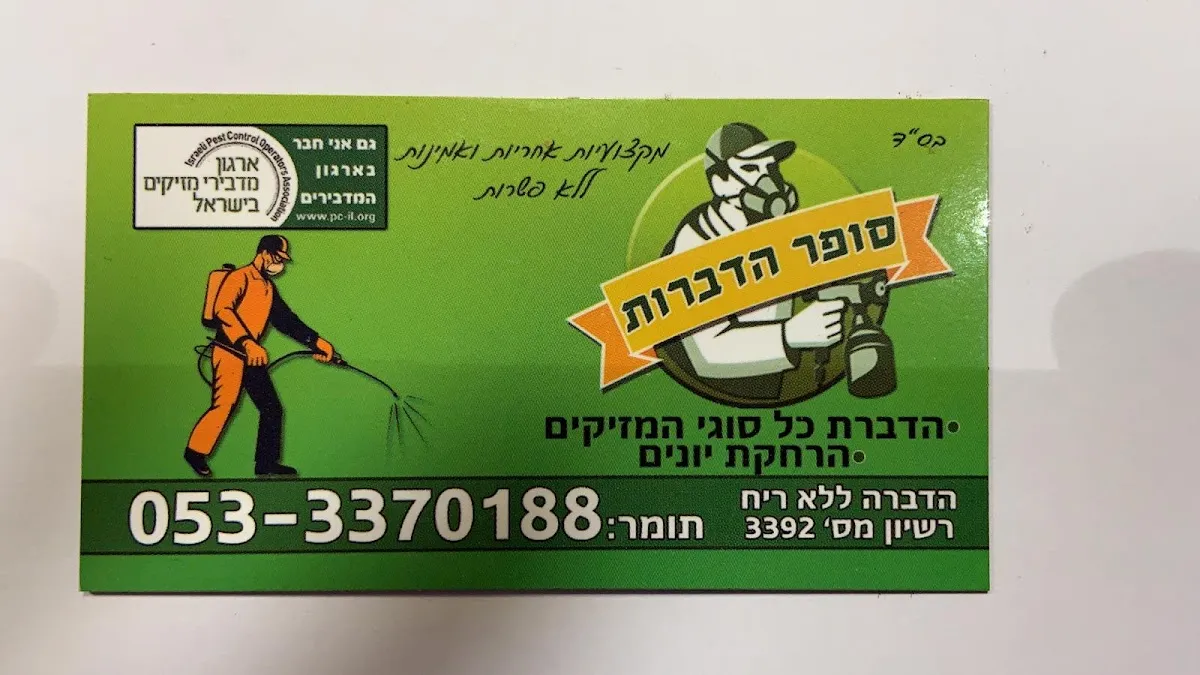 בס"ד
מקצועיות אחריות ואמינות
ללא פשרות
גם אני חבר
בארגון
המדבירים
www.pc-il.org
Israeli Pest Control Operators Association
ארגון
מדבירי מזיקים
בישראל
סופר הדברות
•הדברת כל סוגי המזיקים
•הרחקת יונים
הדברה ללא ריח
רשיון מס' 3392
תומר: 053-3370188